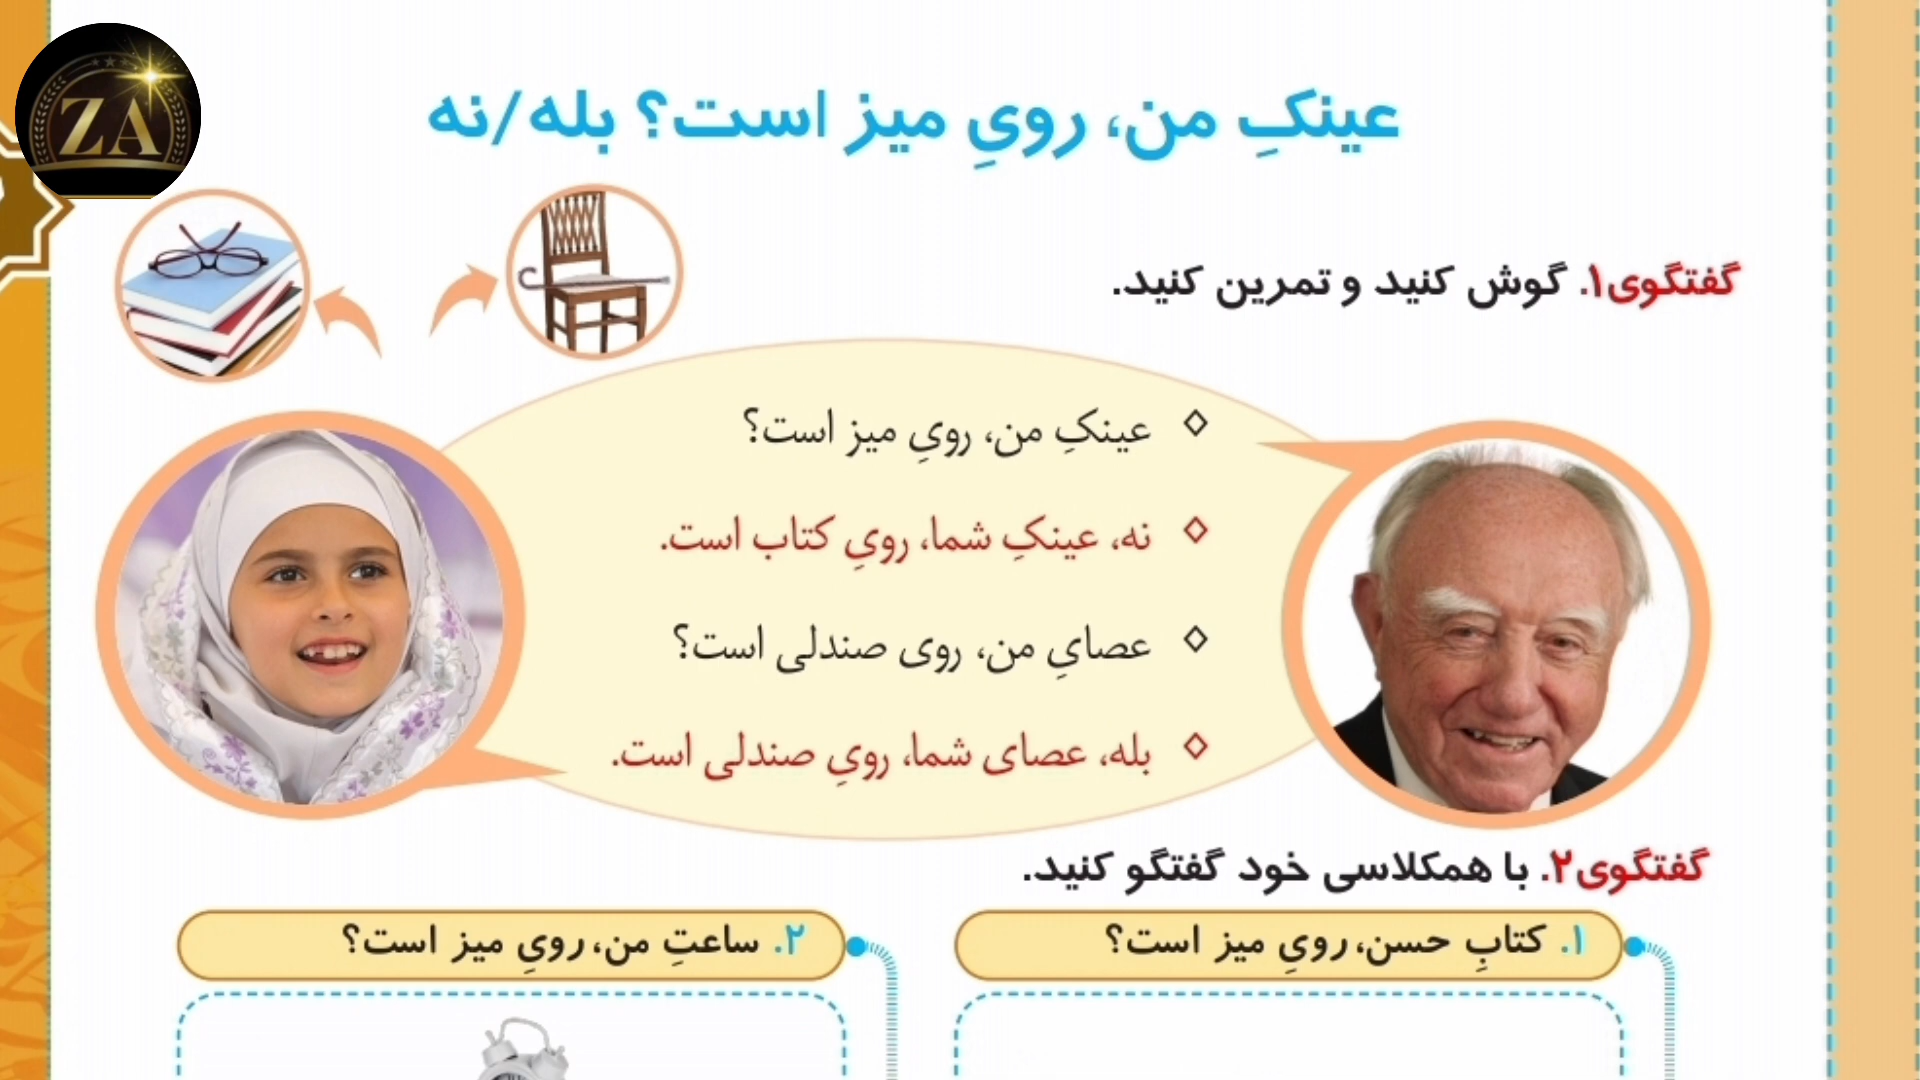 ZA
عینکِ من، رویِ میز است؟ بله/نه
گفتگوی۱. گوش کنید و تمرین کنید.
عینکِ من، رویِ میز است؟
نه، عینکِ شما، رویِ کتاب است.
عصایِ من، روی صندلی است؟
بله، عصای شما، رویِ صندلی است.
گفتگوی۲. با همکلاسی خود گفتگو کنید.
۱. کتابِ حسن، رویِ میز است؟
۲. ساعتِ من، رویِ میز است؟